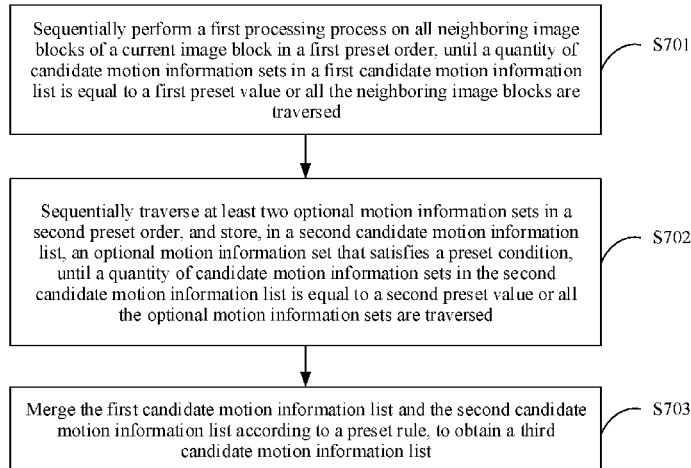 Sequentially perform a first processing process on all neighboring image
blocks of a current image block in a first preset order, until a quantity of
candidate motion information sets in a first candidate motion information
list is equal to a first preset value or all the neighboring image blocks are
traversed
S701
Sequentially traverse at least two optional motion information sets in a
second preset order, and store, in a second candidate motion information
list, an optional motion information set that satisfies a preset condition,
until a quantity of candidate motion information sets in the second
candidate motion information list is equal to a second preset value or all
the optional motion information sets are traversed
S702
Merge the first candidate motion information list and the second candidate
motion information list according to a preset rule, to obtain a third
candidate motion information list
S703